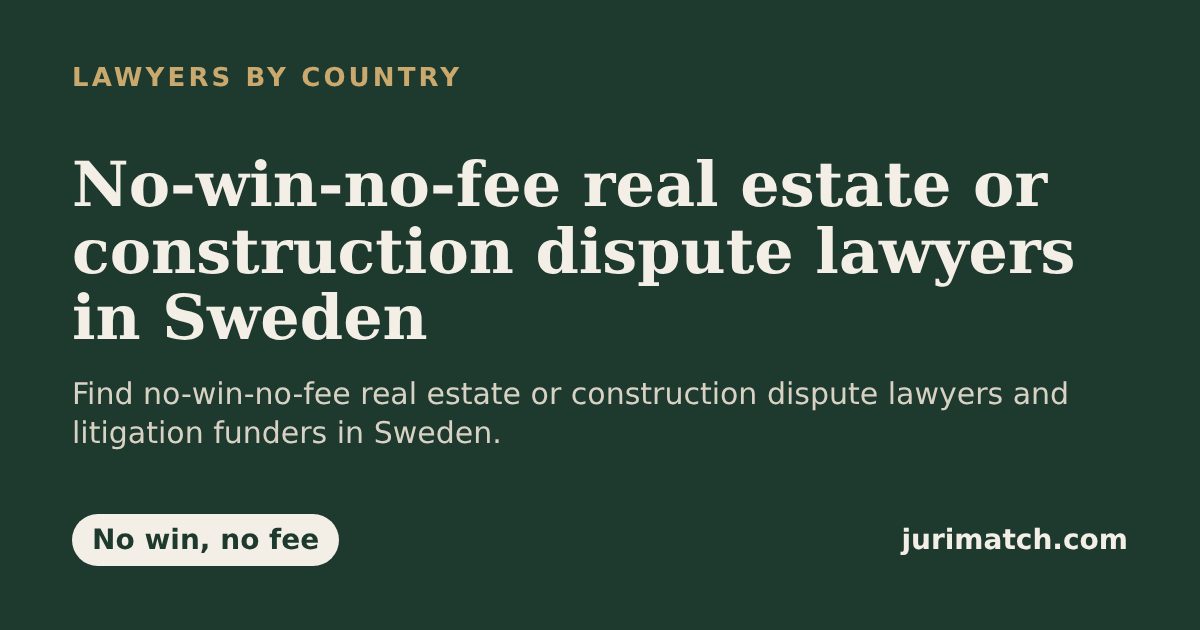 LAWYERS BY COUNTRY
No-win-no-fee real estate or
construction dispute lawyers
in Sweden
Find no-win-no-fee real estate or construction dispute lawyers and
litigation funders in Sweden.
No win, no fee
jurimatch.com